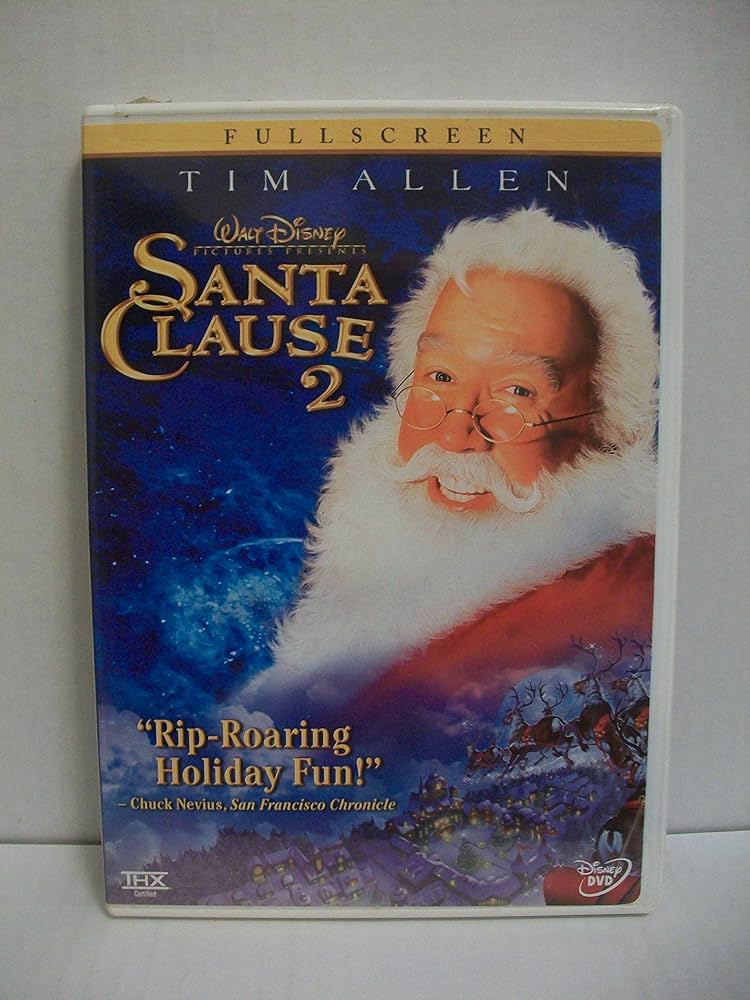 FULLSCREEN
TIM ALLEN
WALT DISNEY
PICTURES PRESENTS
SANTA
CLAUSE
2
“Rip-Roaring
Holiday Fun!”
– Chuck Nevius, San Francisco Chronicle
THX
Certified
Disney
DVD